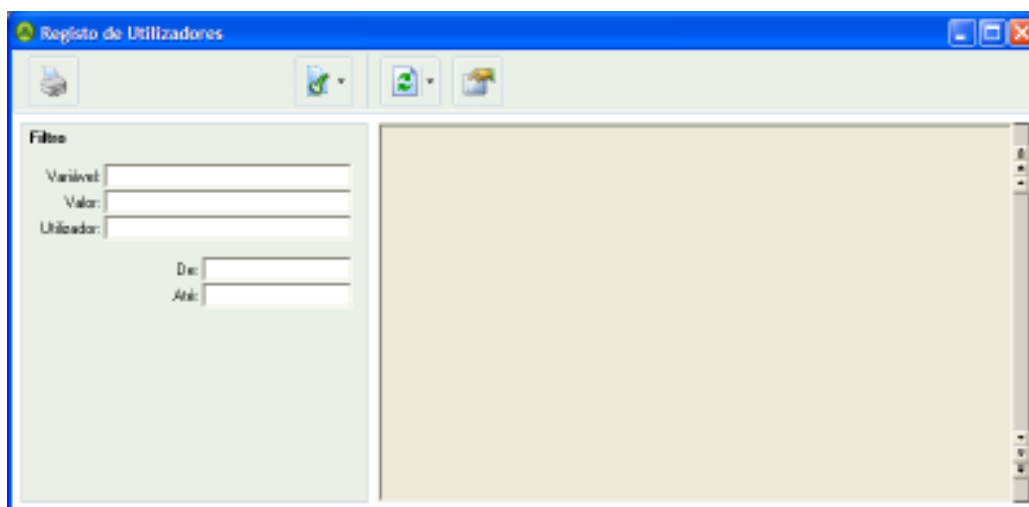 Registo de Utilizadores
Filtro
Variável:
Valor:
Utilizador:
De:
Até: